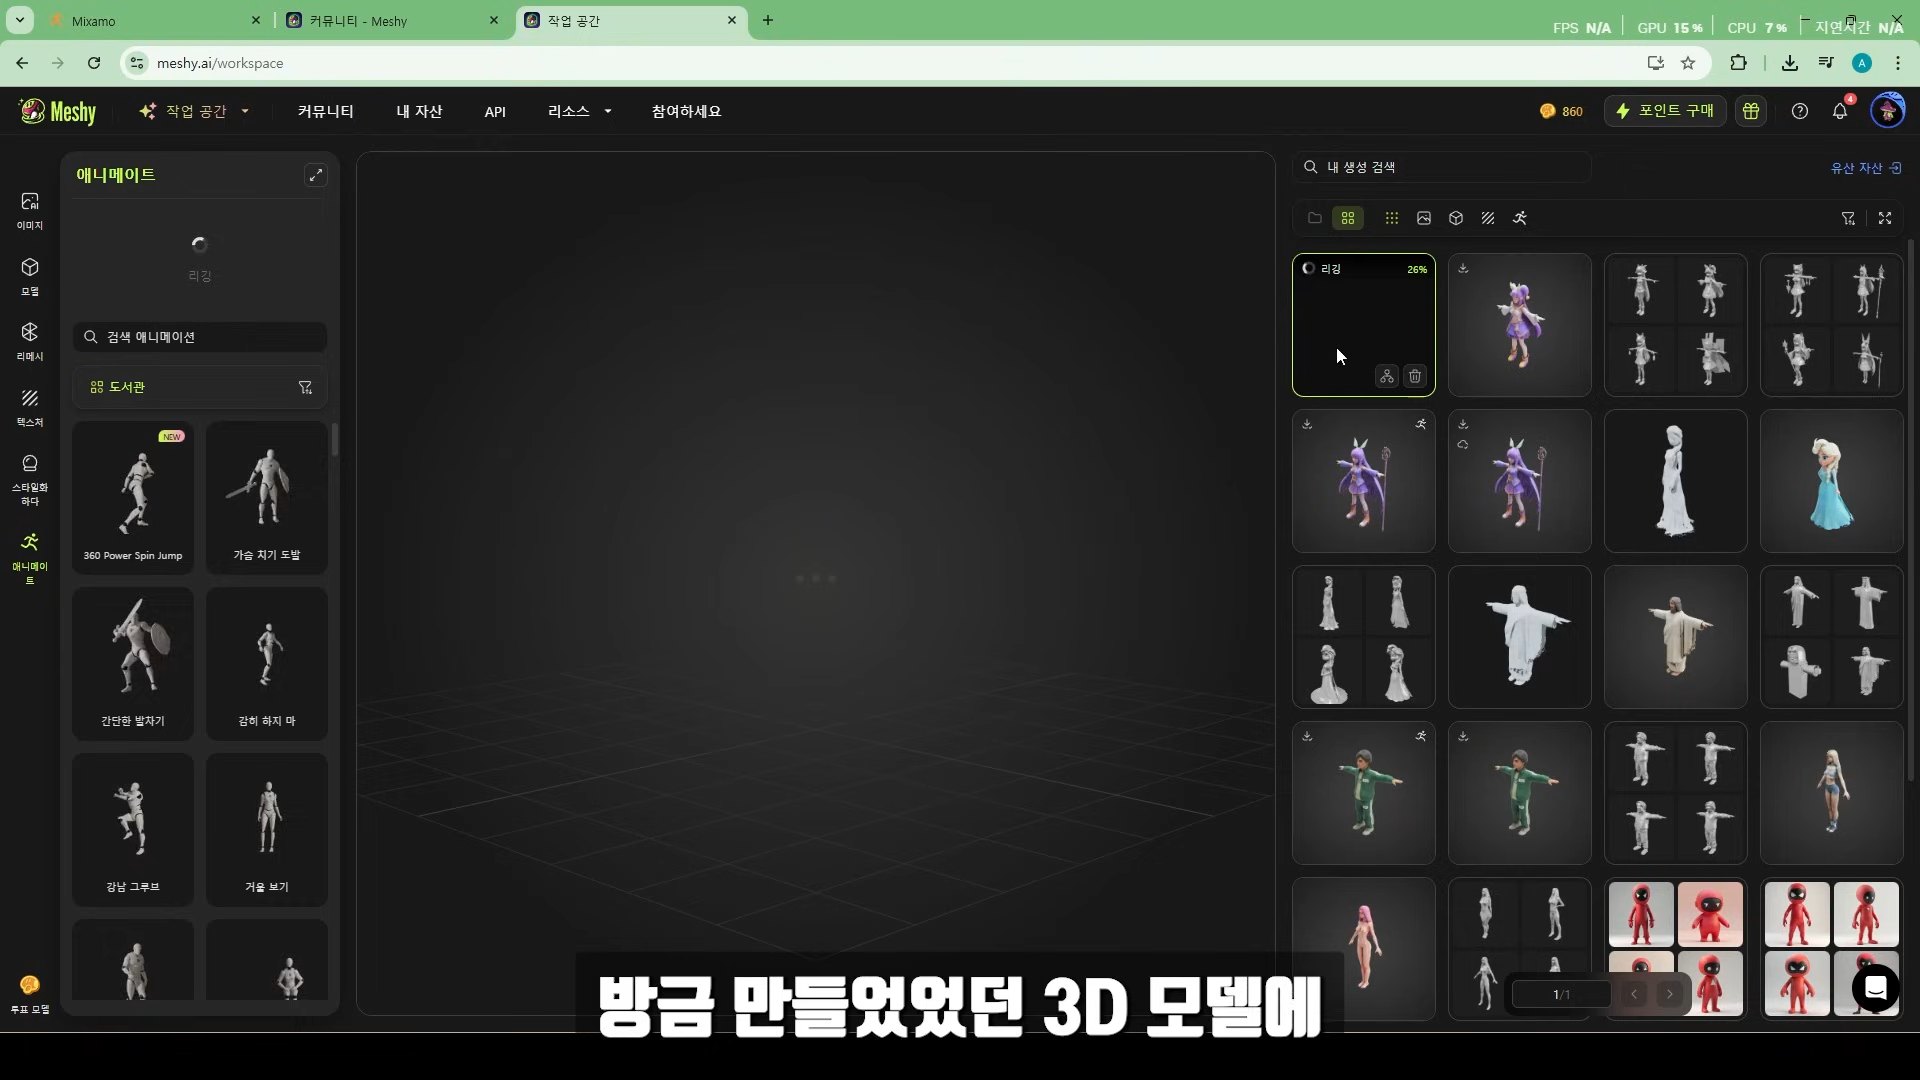 Mixamo
커뮤니티 - Meshy
작업 공간
FPS N/A
GPU 15 %
CPU 7 %
지연시간 N/A
meshy.ai/workspace
A
Meshy
작업 공간
커뮤니티
내 자산
API
리소스
참여하세요
860
포인트 구매
4
애니메이트
리깅
검색 애니메이션
도서관
NEW
360 Power Spin Jump
가슴 치기 도발
간단한 발차기
감히 하지 마
강남 그루브
거울 보기
이미지
모델
리메시
텍스처
스타일화
하다
애니메이
트
투표 모델
내 생성 검색
유산 자산
리깅
26%
1/1
방금 만들었었던 3D 모델에